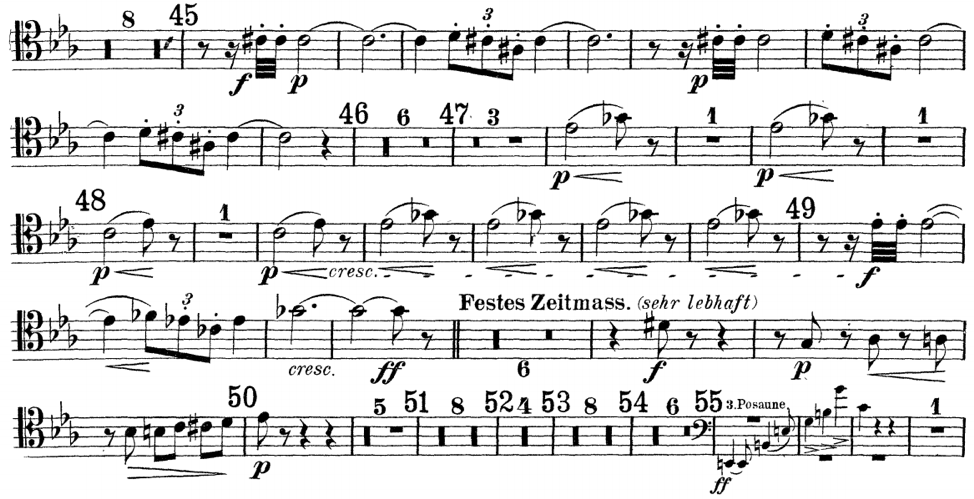 8 45 f p 3 p 3
3 46 6 47 3 p 1 p 1
48 p 1 p cresc. 49 f
3 cresc. ff Festes Zeitmass. (sehr lebhaft) 6 f p
50 p 5 51 8 52 4 53 8 54 6 55 3. Posaune. ff 1